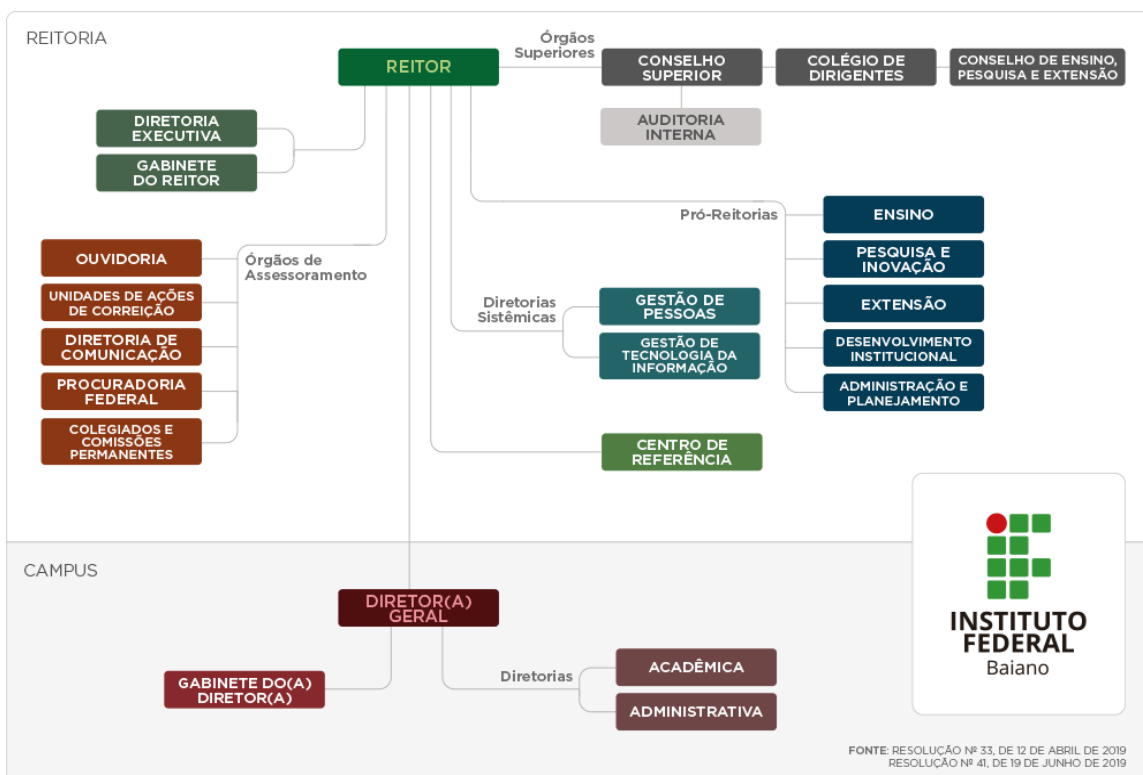 REITORIA
REITOR
Órgãos
Superiores
CONSELHO
SUPERIOR
COLÉGIO DE
DIRIGENTES
CONSELHO DE ENSINO,
PESQUISA E EXTENSÃO
AUDITORIA
INTERNA
DIRETORIA
EXECUTIVA
GABINETE
DO REITOR
Pró-Reitorias
ENSINO
PESQUISA E
INOVAÇÃO
EXTENSÃO
DESENVOLVIMENTO
INSTITUCIONAL
ADMINISTRAÇÃO E
PLANEJAMENTO
Órgãos de
Assessoramento
OUVIDORIA
UNIDADES DE AÇÕES
DE CORREIÇÃO
DIRETORIA DE
COMUNICAÇÃO
PROCURADORIA
FEDERAL
COLEGIADOS E
COMISSÕES
PERMANENTES
Diretorias
Sistêmicas
GESTÃO DE
PESSOAS
GESTÃO DE
TECNOLOGIA DA
INFORMAÇÃO
CENTRO DE
REFERÊNCIA
CAMPUS
DIRETOR(A)
GERAL
GABINETE DO(A)
DIRETOR(A)
Diretorias
ACADÊMICA
ADMINISTRATIVA
INSTITUTO
FEDERAL
Baiano
FONTE: RESOLUÇÃO Nº 33, DE 12 DE ABRIL DE 2019
RESOLUÇÃO Nº 41, DE 19 DE JUNHO DE 2019